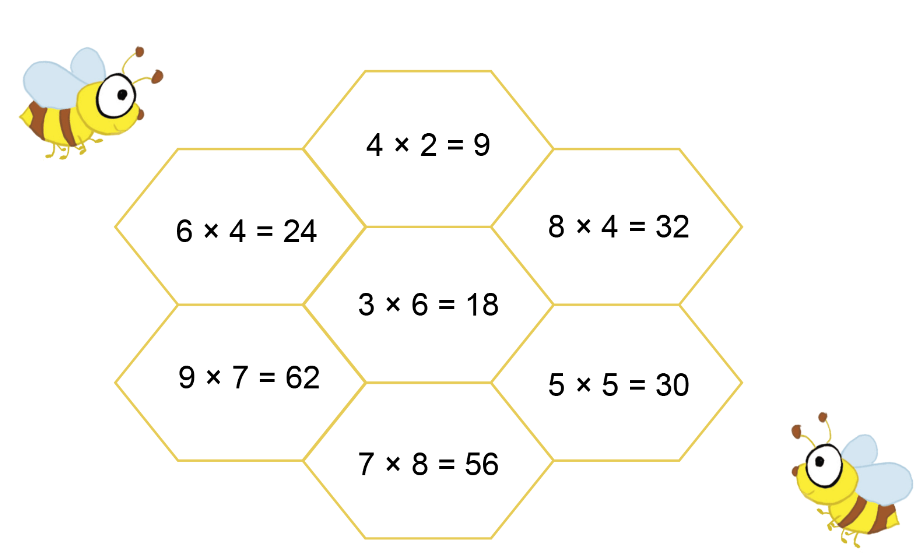 4 × 2 = 9
6 × 4 = 24
8 × 4 = 32
3 × 6 = 18
9 × 7 = 62
5 × 5 = 30
7 × 8 = 56